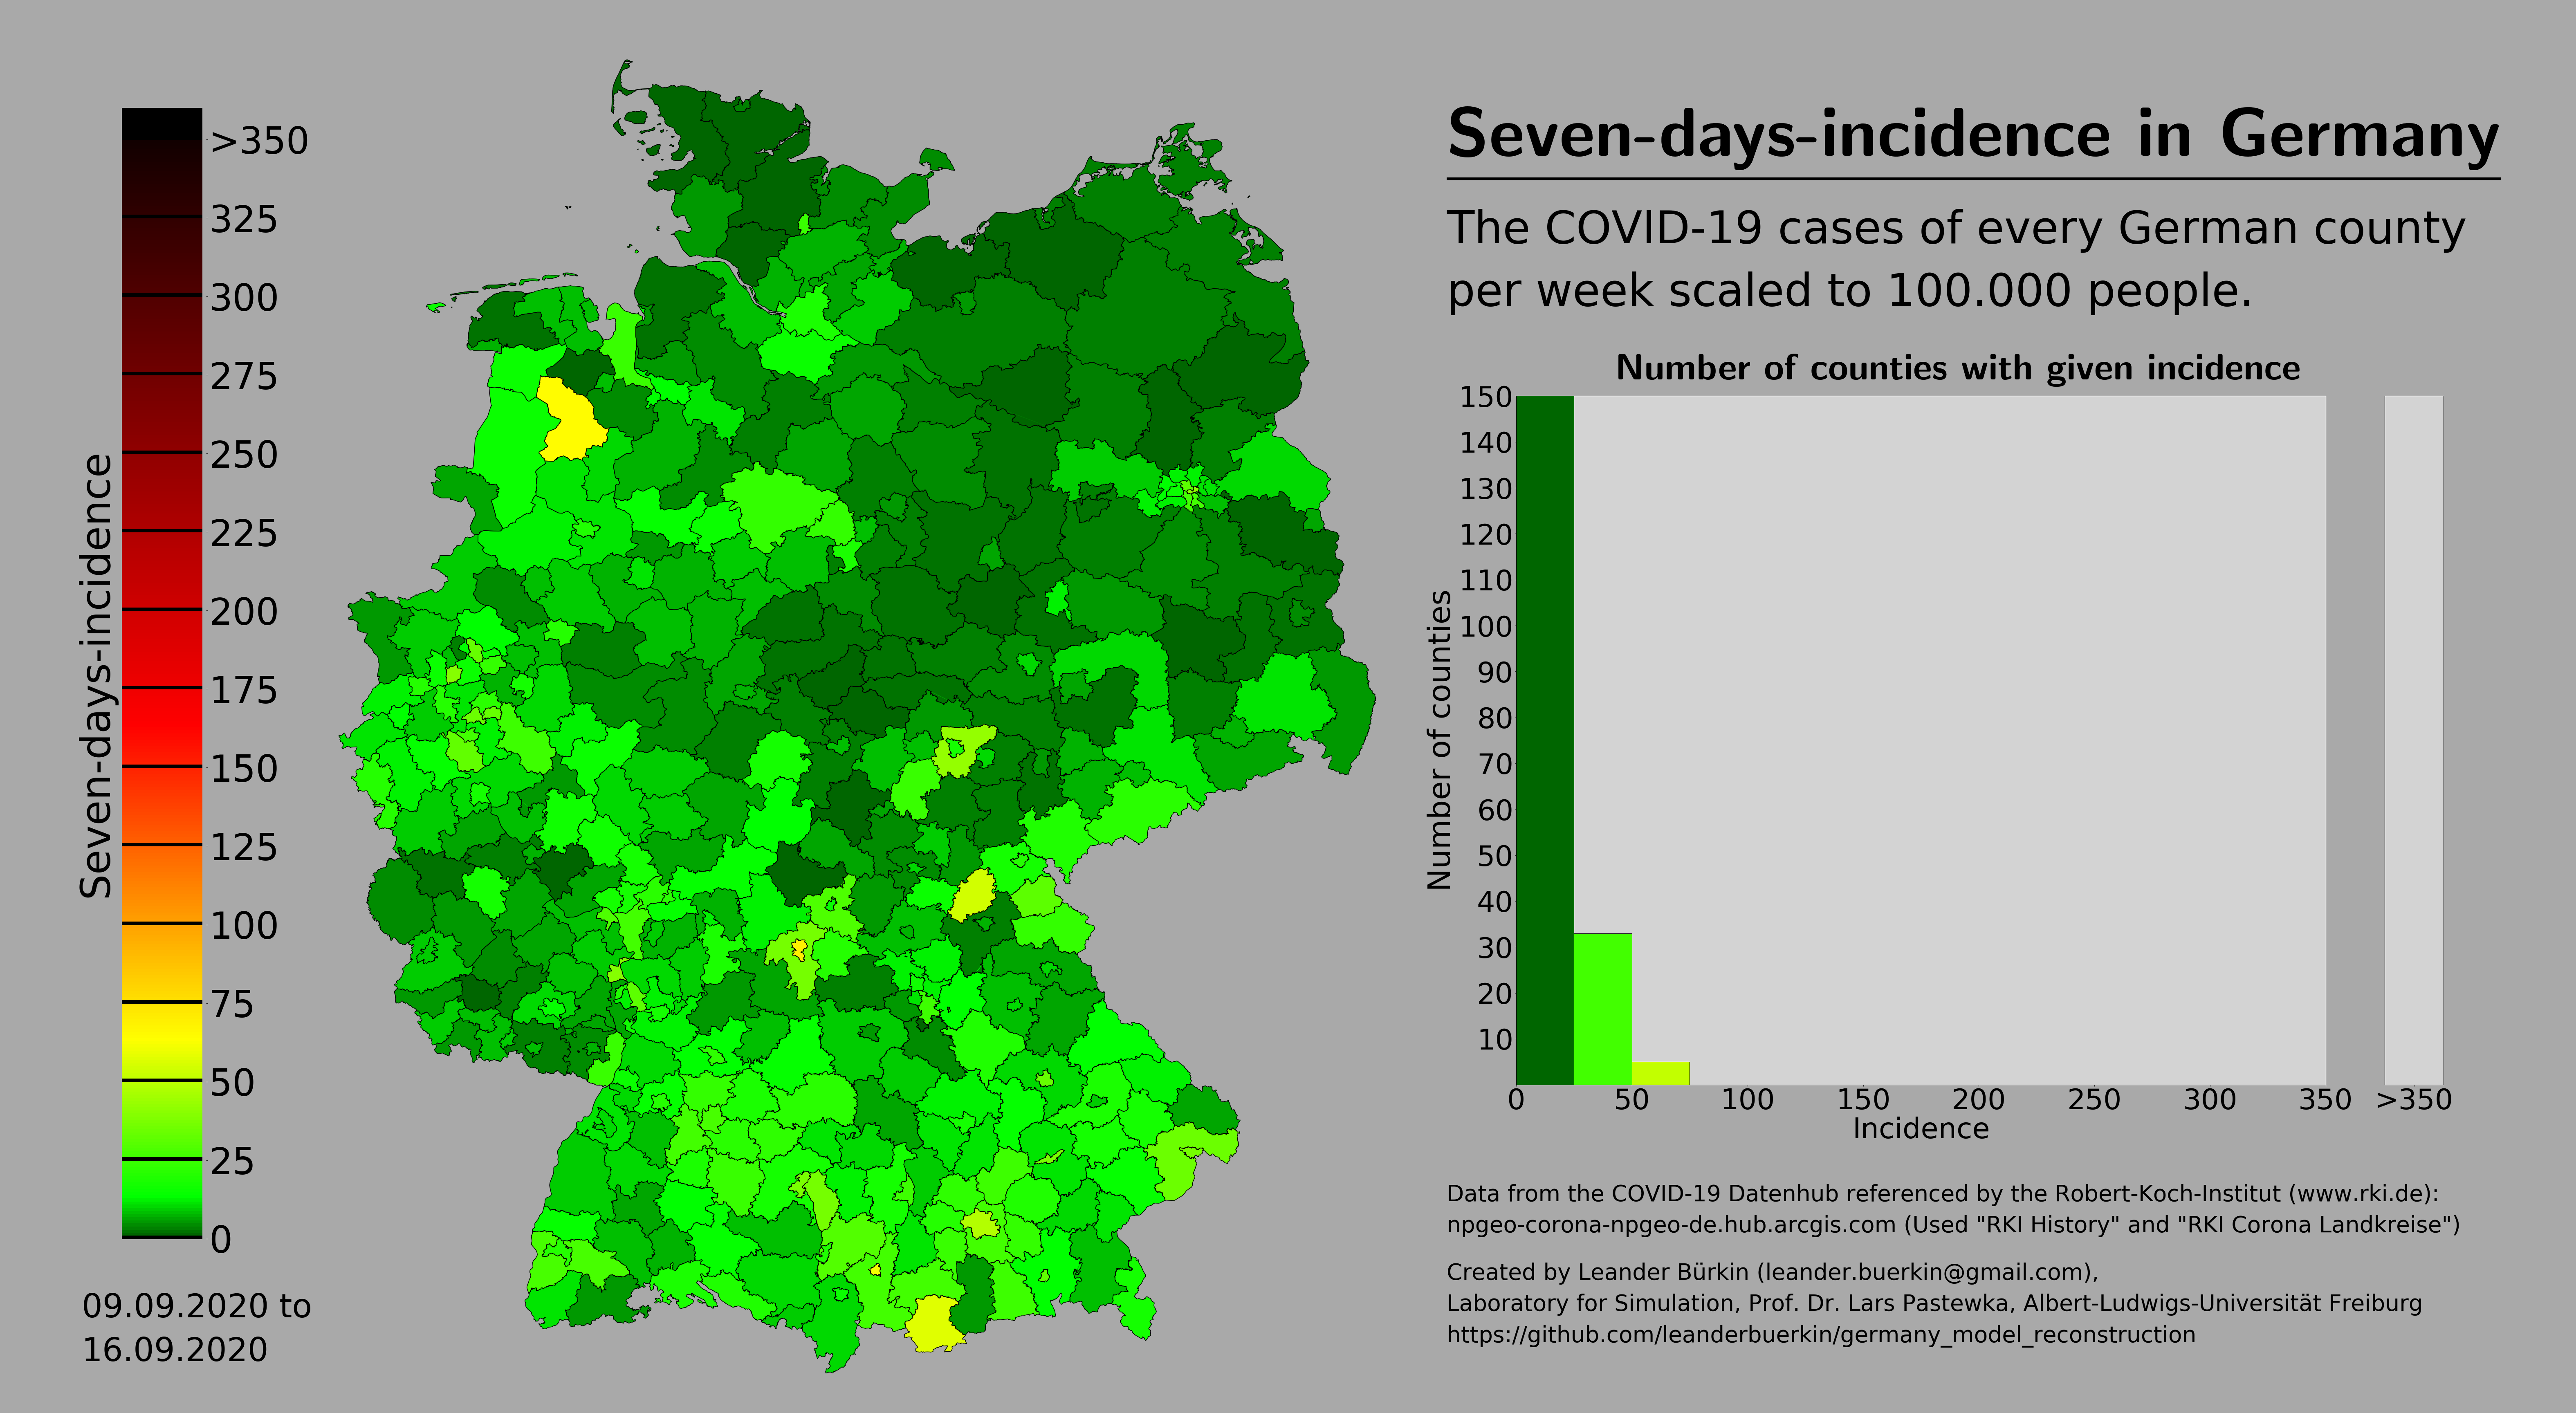 Seven-days-incidence in Germany
The COVID-19 cases of every German county
per week scaled to 100.000 people.
Seven-days-incidence
>350
325
300
275
250
225
200
175
150
125
100
75
50
25
0
09.09.2020 to
16.09.2020
Number of counties with given incidence
Number of counties
150
140
130
120
110
100
90
80
70
60
50
40
30
20
10
0 50 100 150 200 250 300 350 >350
Incidence
Data from the COVID-19 Datenhub referenced by the Robert-Koch-Institut (www.rki.de):
npgeo-corona-npgeo-de.hub.arcgis.com (Used "RKI History" and "RKI Corona Landkreise")
Created by Leander Bürkin (leander.buerkin@gmail.com),
Laboratory for Simulation, Prof. Dr. Lars Pastewka, Albert-Ludwigs-Universität Freiburg
https://github.com/leanderbuerkin/germany_model_reconstruction